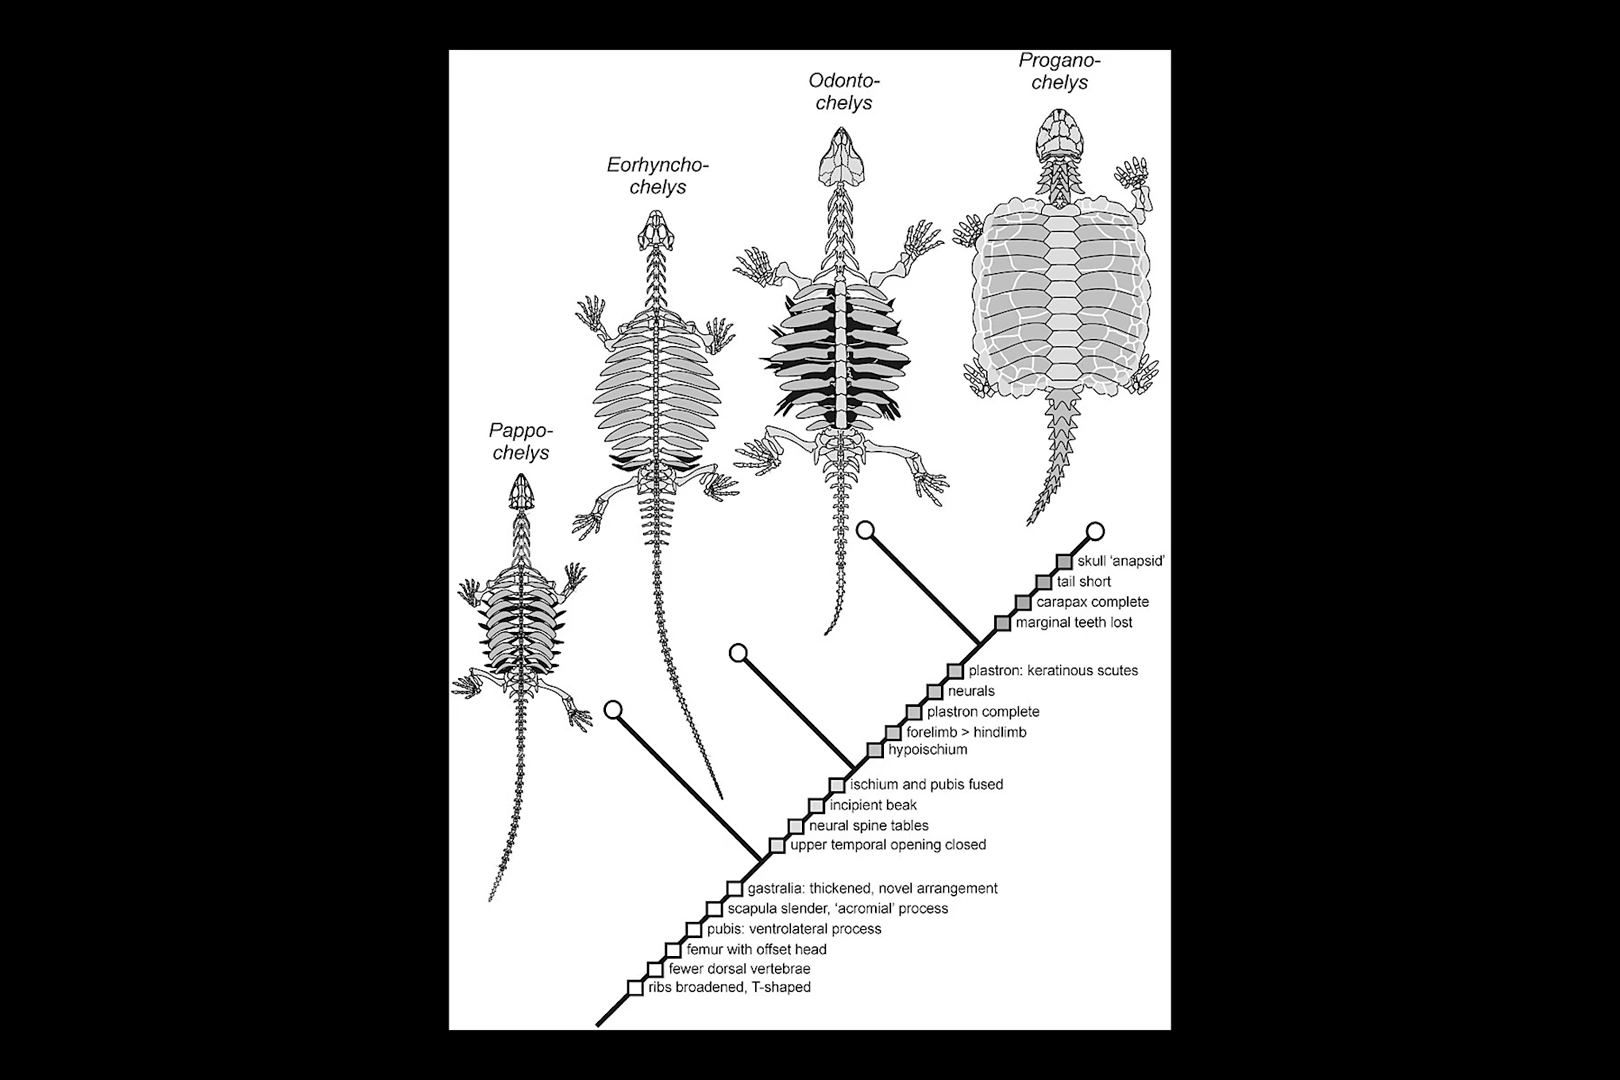 Progano-
chelys
Odonto-
chelys
Eorhyncho-
chelys
Pappo-
chelys
skull ‘anapsid’
tail short
carapax complete
marginal teeth lost
plastron: keratinous scutes
neurals
plastron complete
forelimb > hindlimb
hypoischium
ischium and pubis fused
incipient beak
neural spine tables
upper temporal opening closed
gastralia: thickened, novel arrangement
scapula slender, ‘acromial’ process
pubis: ventrolateral process
femur with offset head
fewer dorsal vertebrae
ribs broadened, T-shaped